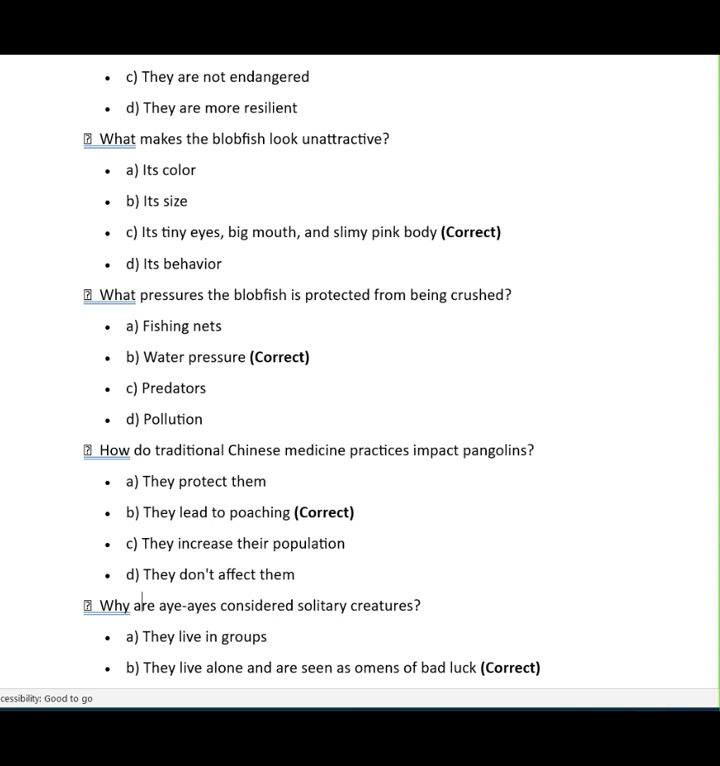 • c) They are not endangered
• d) They are more resilient
What makes the blobfish look unattractive?
• a) Its color
• b) Its size
• c) Its tiny eyes, big mouth, and slimy pink body (Correct)
• d) Its behavior
What pressures the blobfish is protected from being crushed?
• a) Fishing nets
• b) Water pressure (Correct)
• c) Predators
• d) Pollution
How do traditional Chinese medicine practices impact pangolins?
• a) They protect them
• b) They lead to poaching (Correct)
• c) They increase their population
• d) They don't affect them
Why are aye-ayes considered solitary creatures?
• a) They live in groups
• b) They live alone and are seen as omens of bad luck (Correct)
cessibility: Good to go